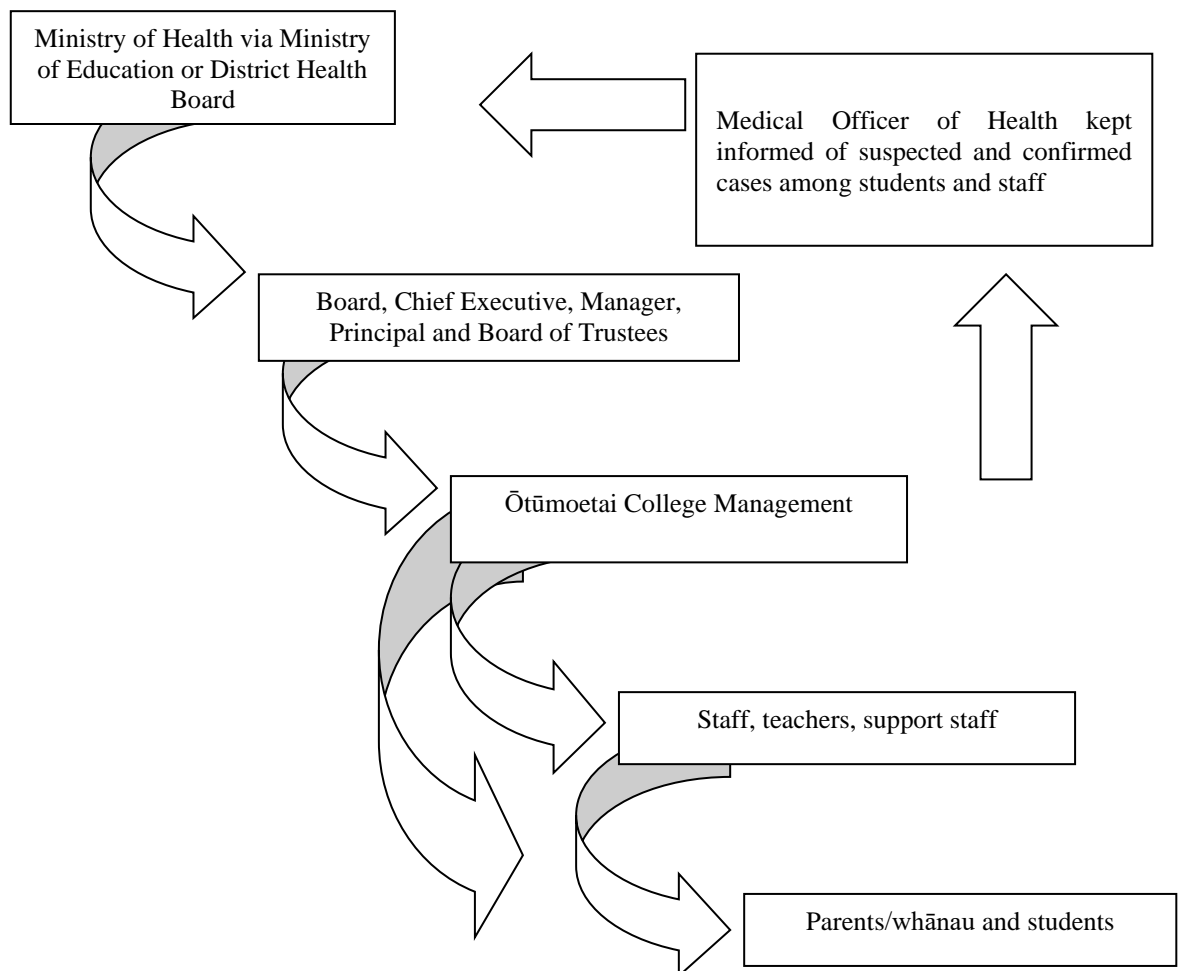 Ministry of Health via Ministry
of Education or District Health
Board
Medical Officer of Health kept
informed of suspected and confirmed
cases among students and staff
Board, Chief Executive, Manager,
Principal and Board of Trustees
Ōtūmoetai College Management
Staff, teachers, support staff
Parents/whānau and students